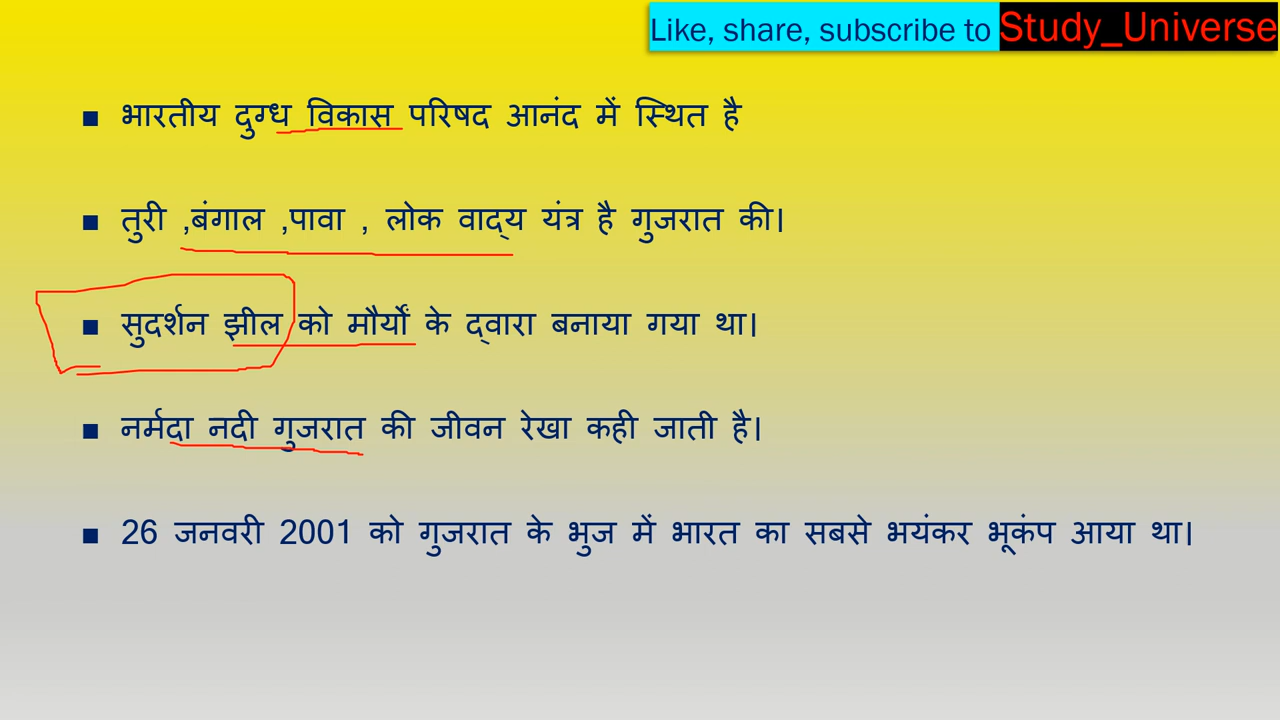 Like, share, subscribe to Study_Universe
▪ भारतीय दुग्ध विकास परिषद आनंद में स्थित है
▪ तुरी ,बंगाल ,पावा , लोक वाद्य यंत्र है गुजरात की।
▪ सुदर्शन झील को मौर्यों के द्वारा बनाया गया था।
▪ नर्मदा नदी गुजरात की जीवन रेखा कही जाती है।
▪ 26 जनवरी 2001 को गुजरात के भुज में भारत का सबसे भयंकर भूकंप आया था।